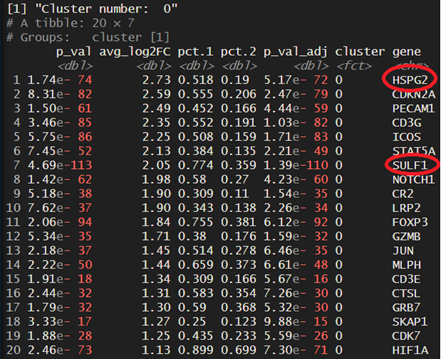 [1] "Cluster number:  0"
# A tibble: 20 × 7
# Groups:   cluster [1]
p_val avg_log2FC pct.1 pct.2 p_val_adj cluster gene
<dbl> <dbl> <dbl> <dbl> <dbl> <fct> <chr>
1 1.74e- 74 2.73 0.518 0.19 5.17e- 72 0 HSPG2
2 8.31e- 82 2.59 0.555 0.206 2.47e- 79 0 CDKN2A
3 1.50e- 61 2.49 0.452 0.166 4.44e- 59 0 PECAM1
4 3.46e- 85 2.35 0.552 0.191 1.03e- 82 0 CD3G
5 5.75e- 86 2.25 0.508 0.159 1.71e- 83 0 ICOS
6 7.45e- 52 2.13 0.384 0.135 2.21e- 49 0 STAT5A
7 4.69e-113 2.05 0.774 0.359 1.39e-110 0 SULF1
8 1.42e- 62 1.98 0.58 0.27 4.23e- 60 0 NOTCH1
9 5.18e- 38 1.90 0.309 0.11 1.54e- 35 0 CR2
10 7.62e- 37 1.90 0.343 0.138 2.26e- 34 0 LRP2
11 2.06e- 94 1.84 0.755 0.381 6.12e- 92 0 FOXP3
12 5.34e- 35 1.71 0.38 0.176 1.59e- 32 0 GZMB
13 2.18e- 37 1.45 0.514 0.278 6.46e- 35 0 JUN
14 2.22e- 50 1.44 0.659 0.373 6.61e- 48 0 MLPH
15 1.91e- 18 1.34 0.309 0.166 5.67e- 16 0 CD3E
16 2.44e- 32 1.31 0.583 0.354 7.26e- 30 0 CTSL
17 1.79e- 32 1.30 0.59 0.368 5.32e- 30 0 GRB7
18 3.33e- 17 1.27 0.25 0.123 9.88e- 15 0 SKAP1
19 1.88e- 28 1.25 0.435 0.233 5.59e- 26 0 CDK7
20 2.46e- 73 1.13 0.899 0.699 7.30e- 71 0 HIF1A